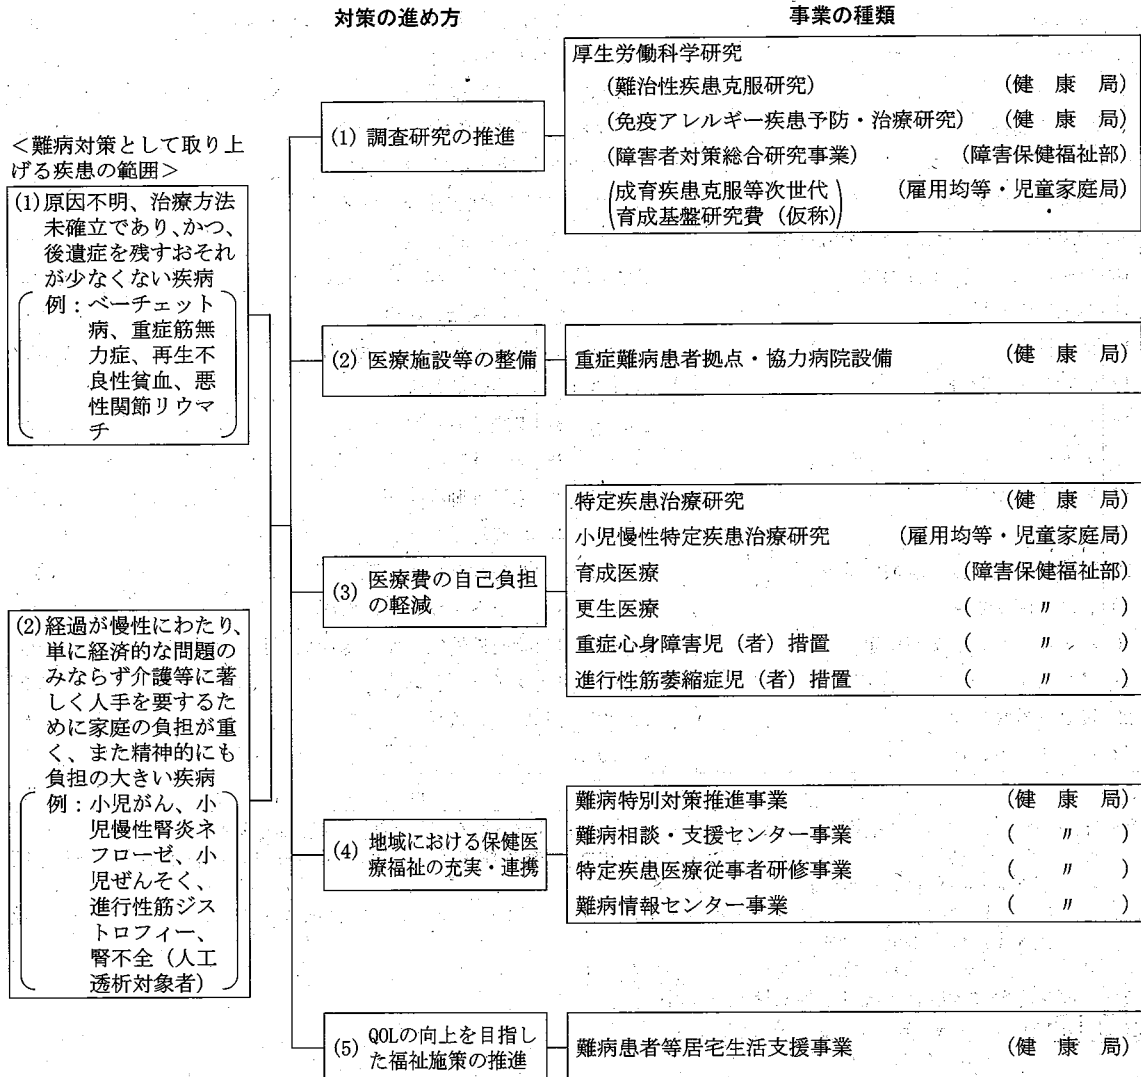 対策の進め方
事業の種類
<難病対策として取り上
げる疾患の範囲>
(1)原因不明、治療方法
未確立であり、かつ、
後遺症を残すおそれ
が少なくない疾病
例：ベーチェット
病、重症筋無
力症、再生不
良性貧血、悪
性関節リウマ
チ
(2)経過が慢性にわたり、
単に経済的な問題の
みならず介護等に著
しく人手を要するた
めに家庭の負担が重
く、また精神的にも
負担の大きい疾病
例：小児がん、小
児慢性腎炎ネ
フローゼ、小
児ぜんそく、
進行性筋ジス
トロフィー、
腎不全（人工
透析対象者）
(1) 調査研究の推進
厚生労働科学研究
(難治性疾患克服研究) (健康局)
(免疫アレルギー疾患予防・治療研究) (健康局)
(障害者対策総合研究事業) (障害保健福祉部)
(成育疾患克服等次世代
育成基盤研究費（仮称）) (雇用均等・児童家庭局)
(2) 医療施設等の整備
重症難病患者拠点・協力病院設備 (健康局)
(3) 医療費の自己負担
の軽減
特定疾患治療研究 (健康局)
小児慢性特定疾患治療研究 (雇用均等・児童家庭局)
育成医療 (障害保健福祉部)
更生医療 ( 〃 )
重症心身障害児（者）措置 ( 〃 )
進行性筋萎縮症児（者）措置 ( 〃 )
(4) 地域における保健医
療福祉の充実・連携
難病特別対策推進事業 (健康局)
難病相談・支援センター事業 ( 〃 )
特定疾患医療従事者研修事業 ( 〃 )
難病情報センター事業 ( 〃 )
(5) QOLの向上を目指し
た福祉施策の推進
難病患者等居宅生活支援事業 (健康局)